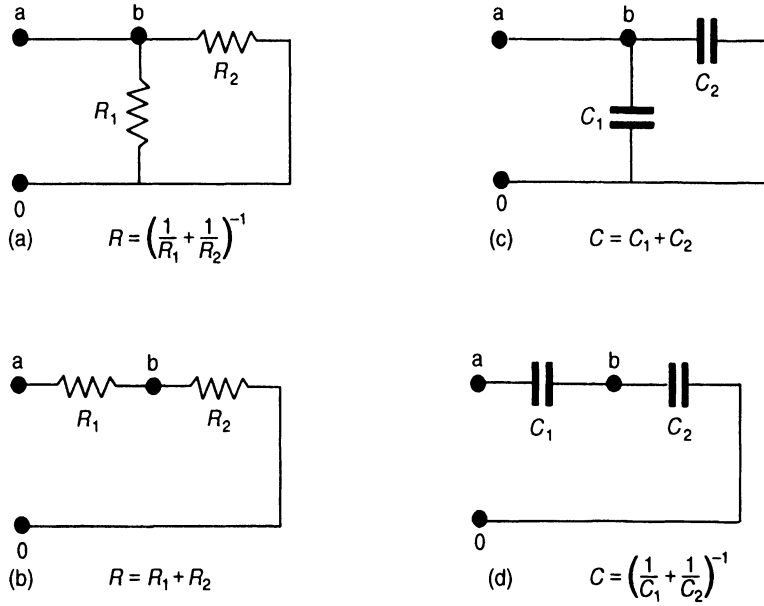 a b
R₂
R₁
0
(a) R = (1/R₁ + 1/R₂)⁻¹
a b
C₂
C₁
0
(c) C = C₁ + C₂
a b
R₁ R₂
0
(b) R = R₁ + R₂
a b
C₁ C₂
0
(d) C = (1/C₁ + 1/C₂)⁻¹